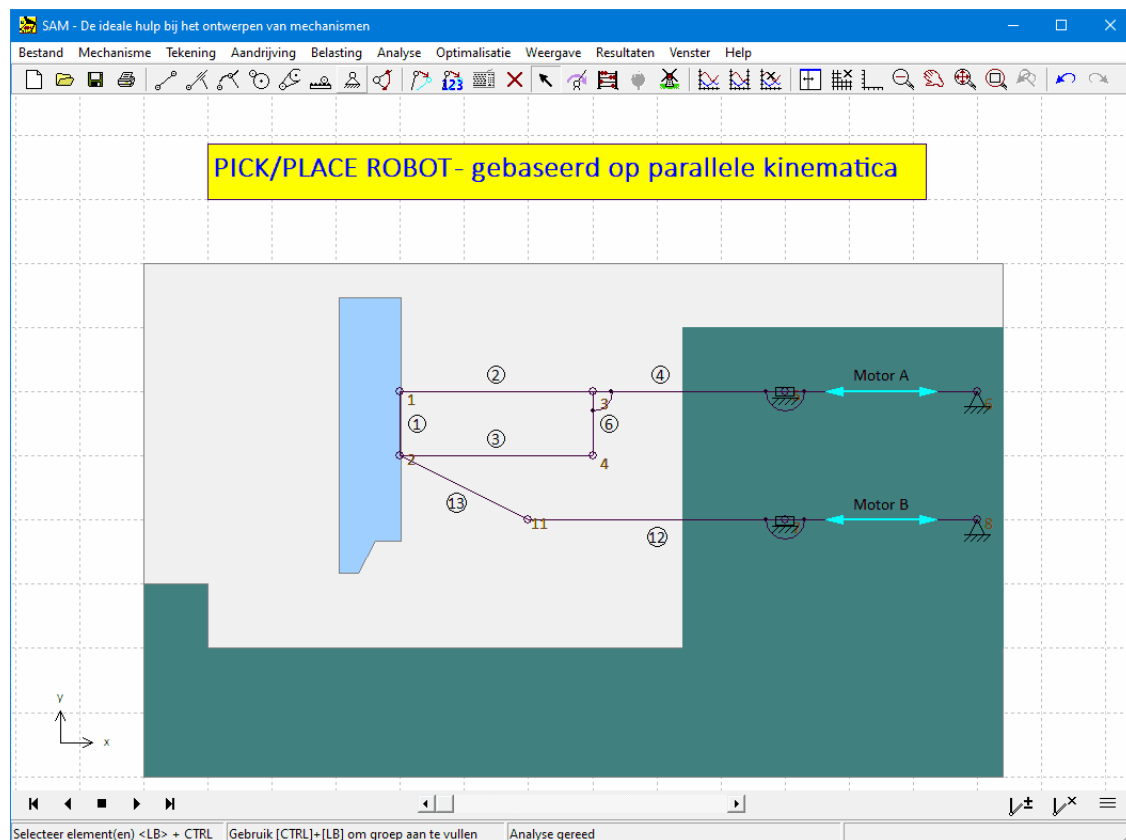 SAM - De ideale hulp bij het ontwerpen van mechanismen
Bestand Mechanisme Tekening Aandrijving Belasting Analyse Optimalisatie Weergave Resultaten Venster Help
123
PICK/PLACE ROBOT- gebaseerd op parallele kinematica
2 4 Motor A
1 3
1 6
3
2 4
13 Motor B
11 8
12
y
x
Selecteer element(en) <LB> + CTRL Gebruik [CTRL]+[LB] om groep aan te vullen Analyse gereed